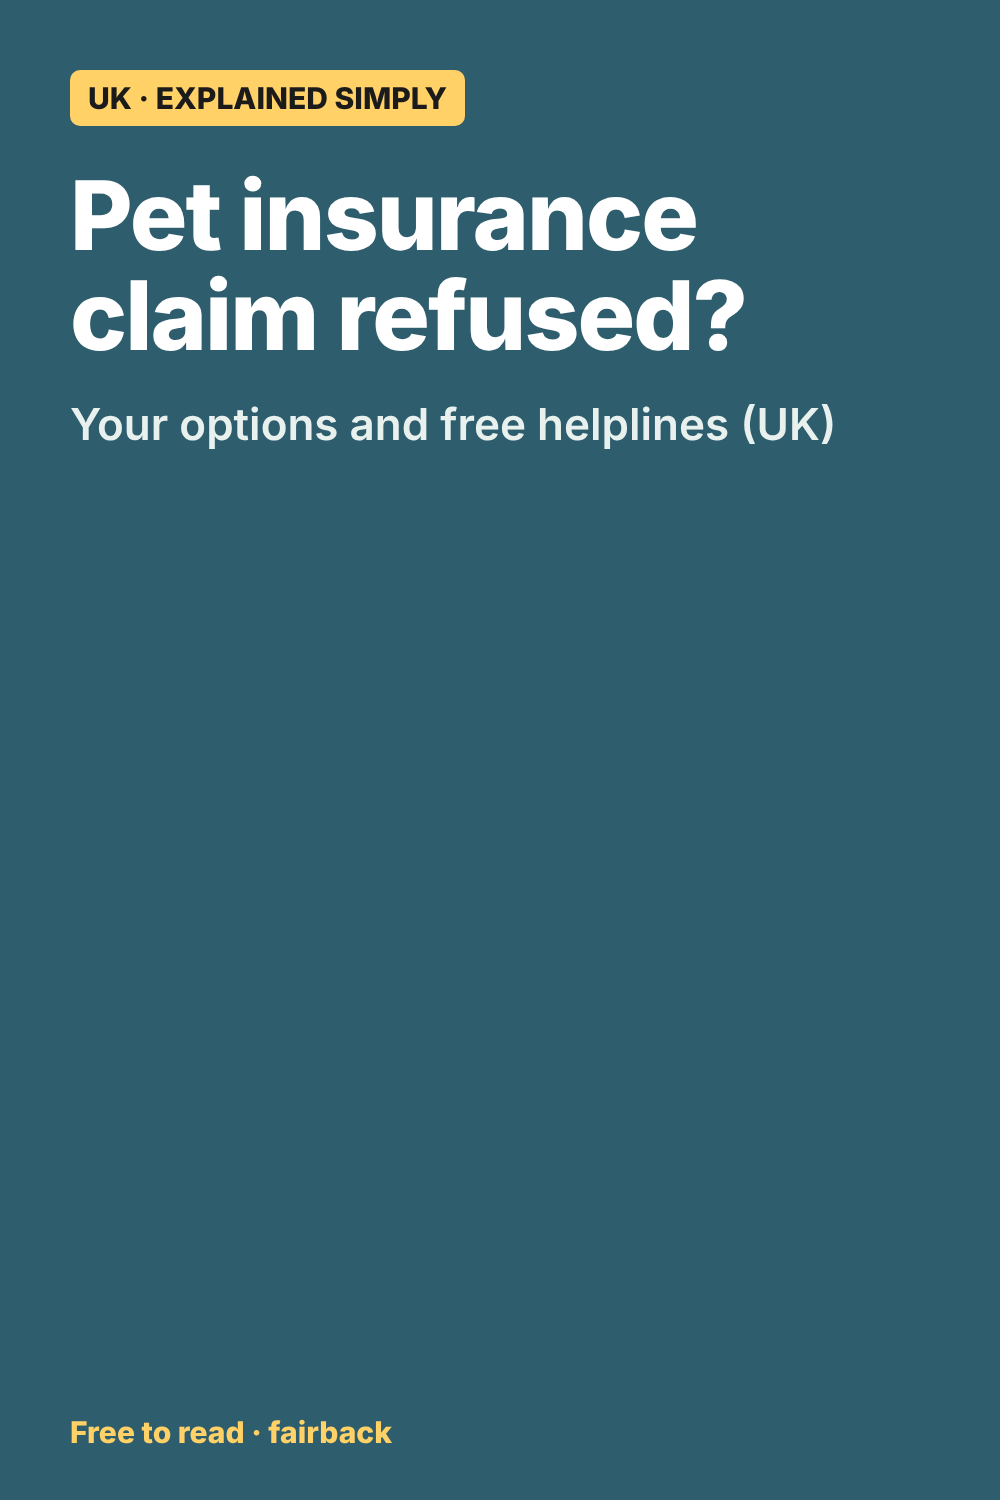 UK · EXPLAINED SIMPLY
Pet insurance
claim refused?
Your options and free helplines (UK)
Free to read · fairback